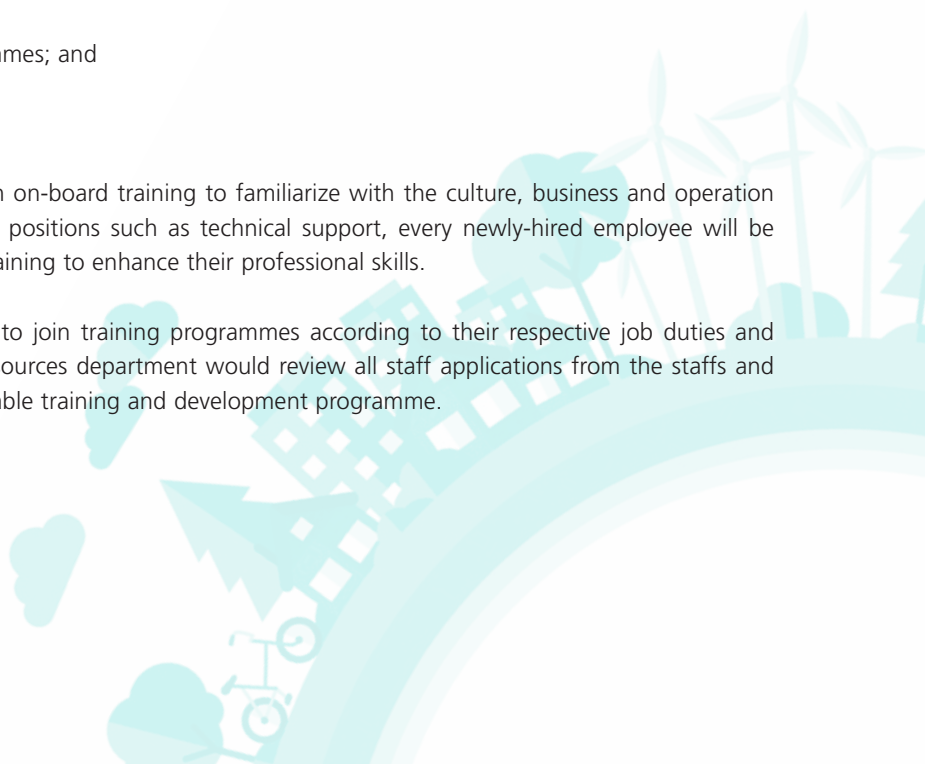 mes; and
n on-board training to familiarize with the culture, business and operation
positions such as technical support, every newly-hired employee will be
aining to enhance their professional skills.
to join training programmes according to their respective job duties and
ources department would review all staff applications from the staffs and
ble training and development programme.